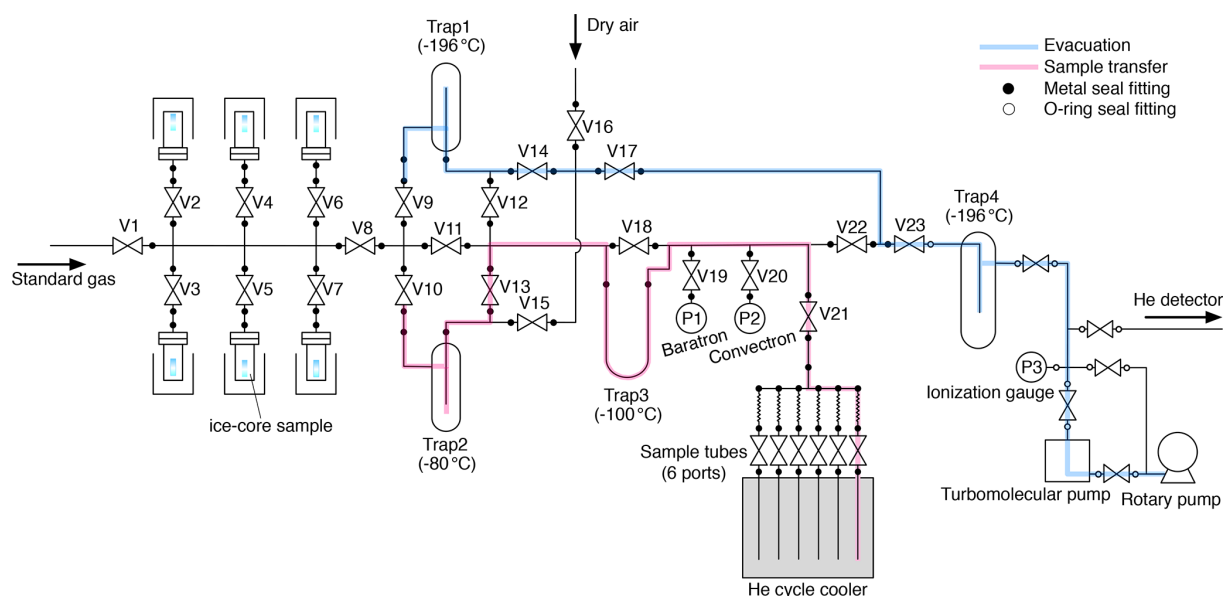 Trap1
(-196°C)
Dry air
Evacuation
Sample transfer
Metal seal fitting
O-ring seal fitting
V16
V14
V17
V2
V4
V6
V9
V12
Trap4
(-196°C)
V1
V8
V11
V18
V22
V23
Standard gas
V3
V5
V7
V10
V13
V15
V19
V20
V21
P1
P2
Baratron
Convectron
He detector
P3
Ionization gauge
Trap3
(-100°C)
ice-core sample
Trap2
(-80°C)
Sample tubes
(6 ports)
Turbomolecular pump
Rotary pump
He cycle cooler